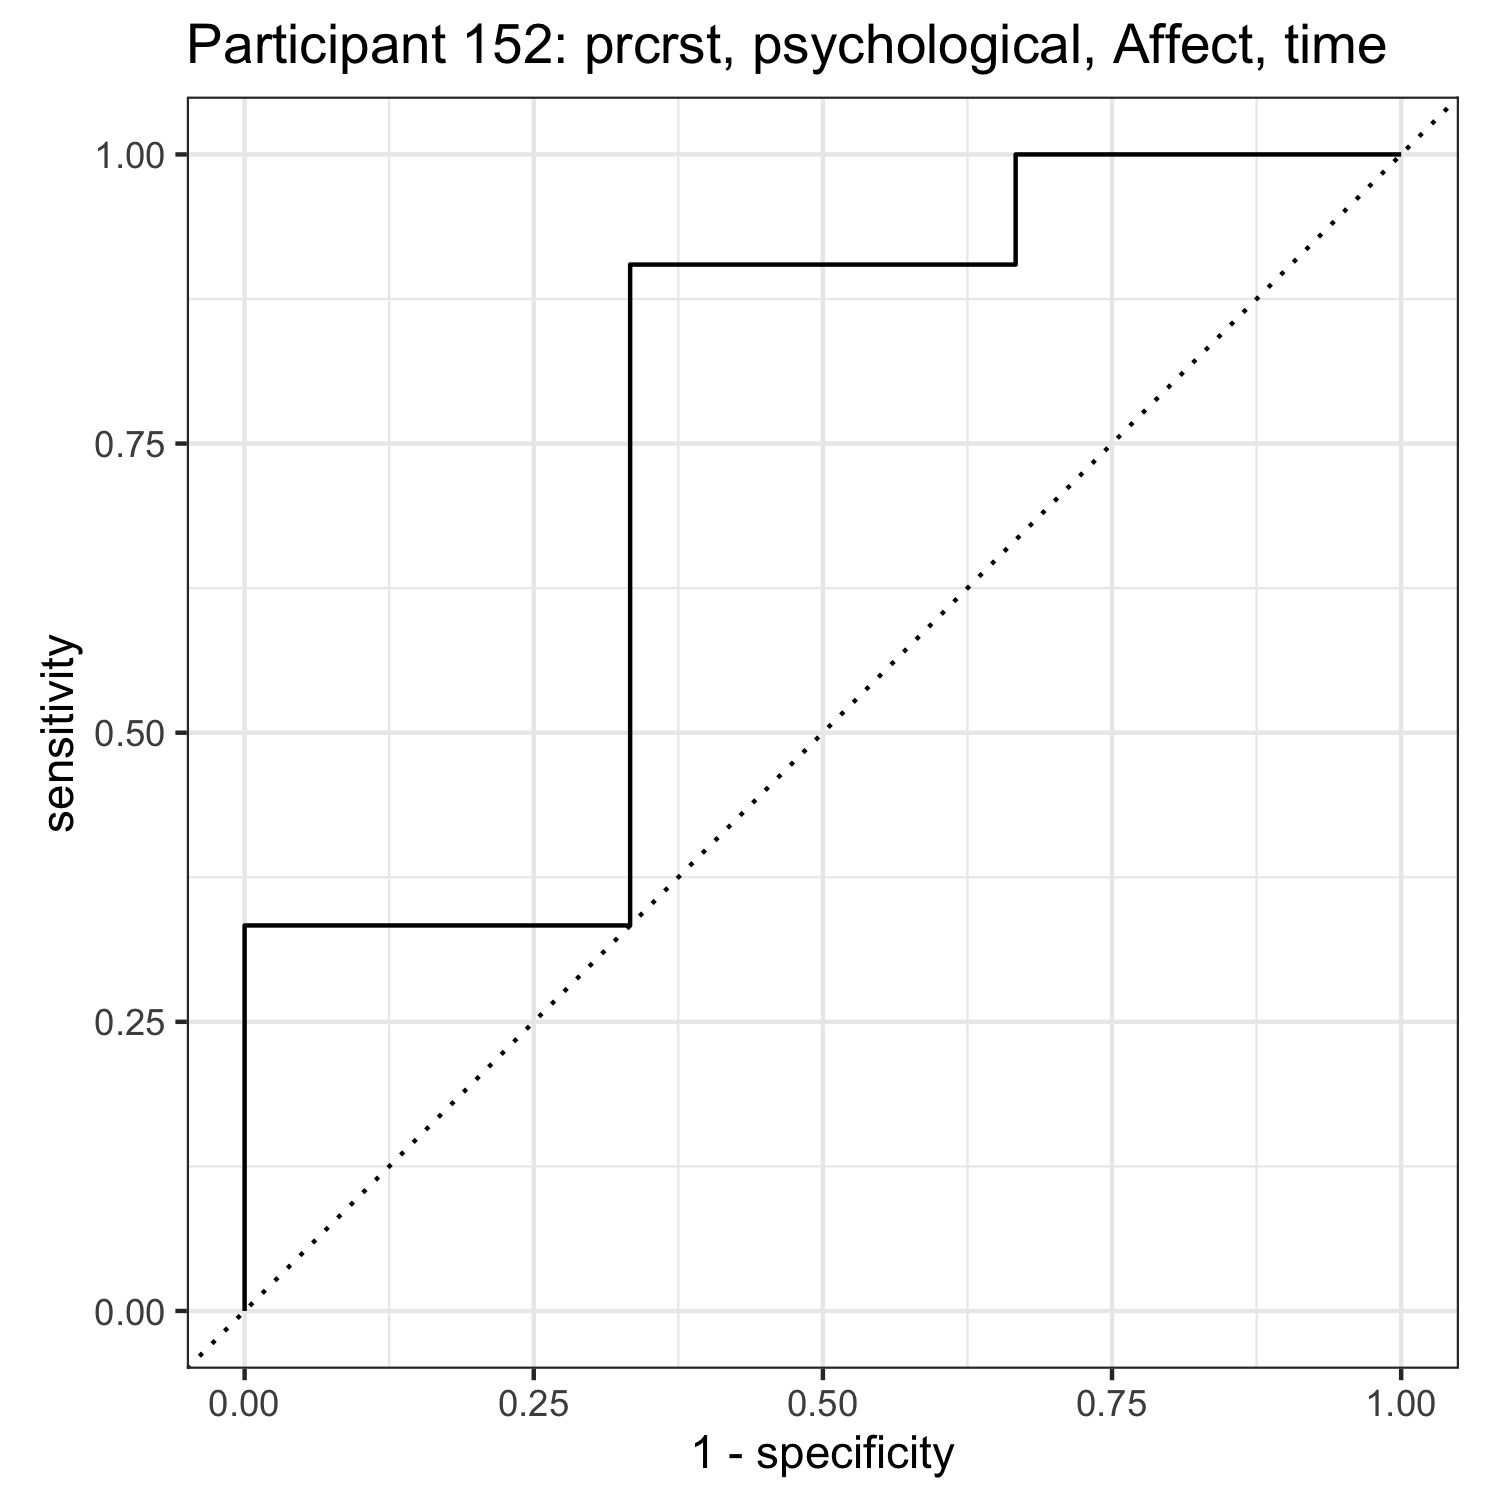 Participant 152: prcrst, psychological, Affect, time
1.00
0.75
0.50
0.25
0.00
sensitivity
0.00 0.25 0.50 0.75 1.00
1 - specificity